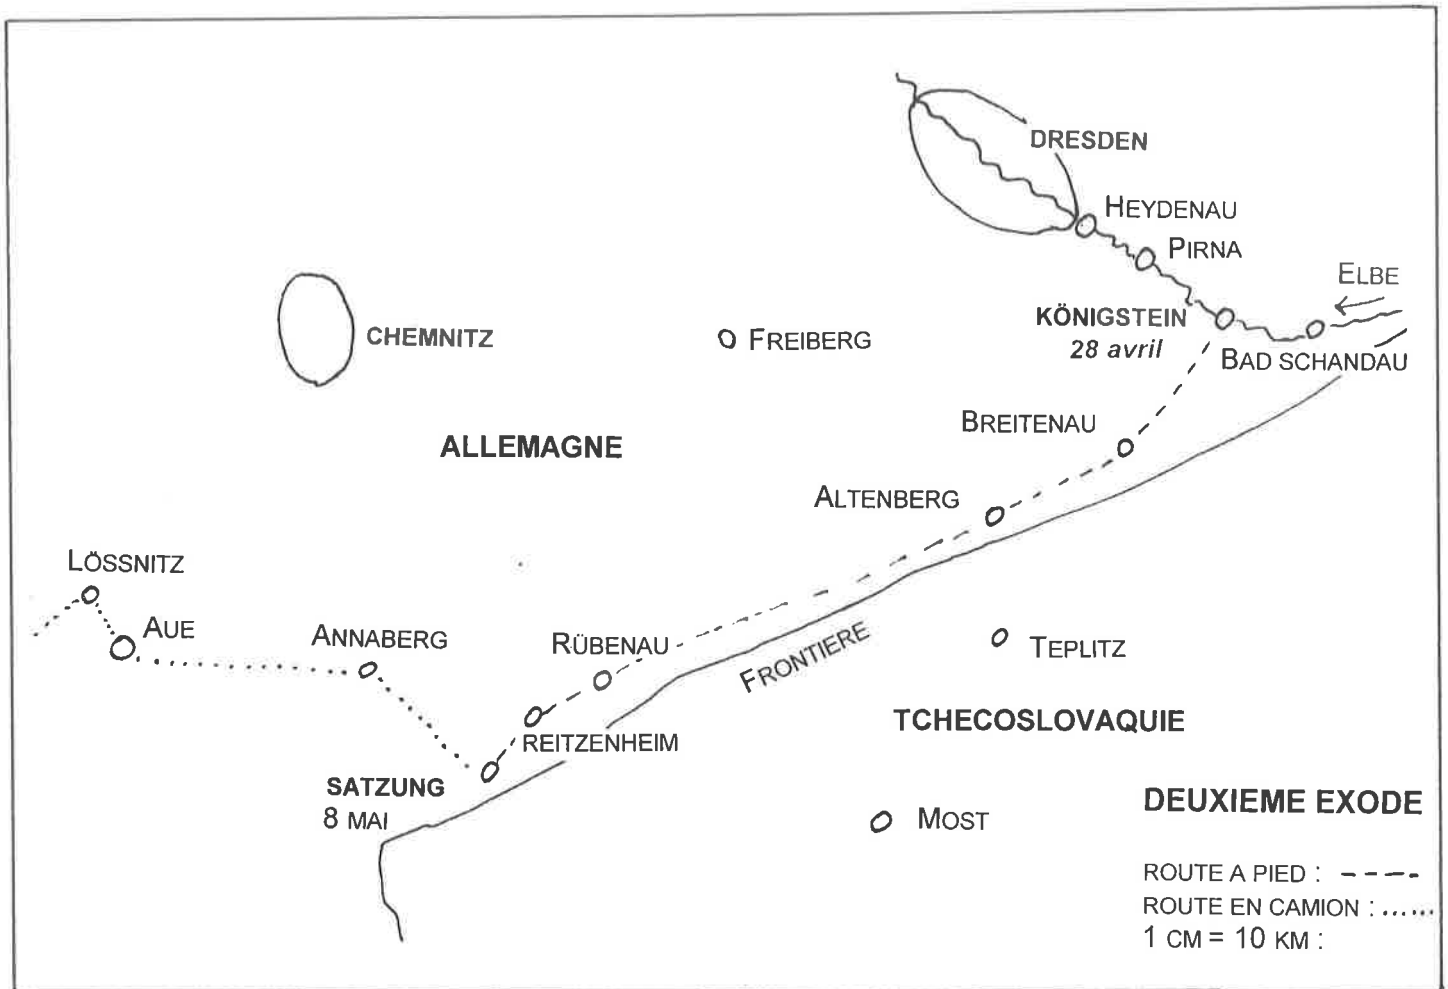 DRESDEN
HEYDENAU
PIRNA
ELBE
KÖNIGSTEIN
28 avril
BAD SCHANDAU
CHEMNITZ
FREIBERG
ALLEMAGNE
BREITENAU
ALTENBERG
LÖSSNITZ
AUE
ANNABERG
RÜBENAU
FRONTIERE
TEPLITZ
TCHECOSLOVAQUIE
REITZENHEIM
SATZUNG
8 MAI
MOST
DEUXIEME EXODE
ROUTE A PIED :
ROUTE EN CAMION :
1 CM = 10 KM :